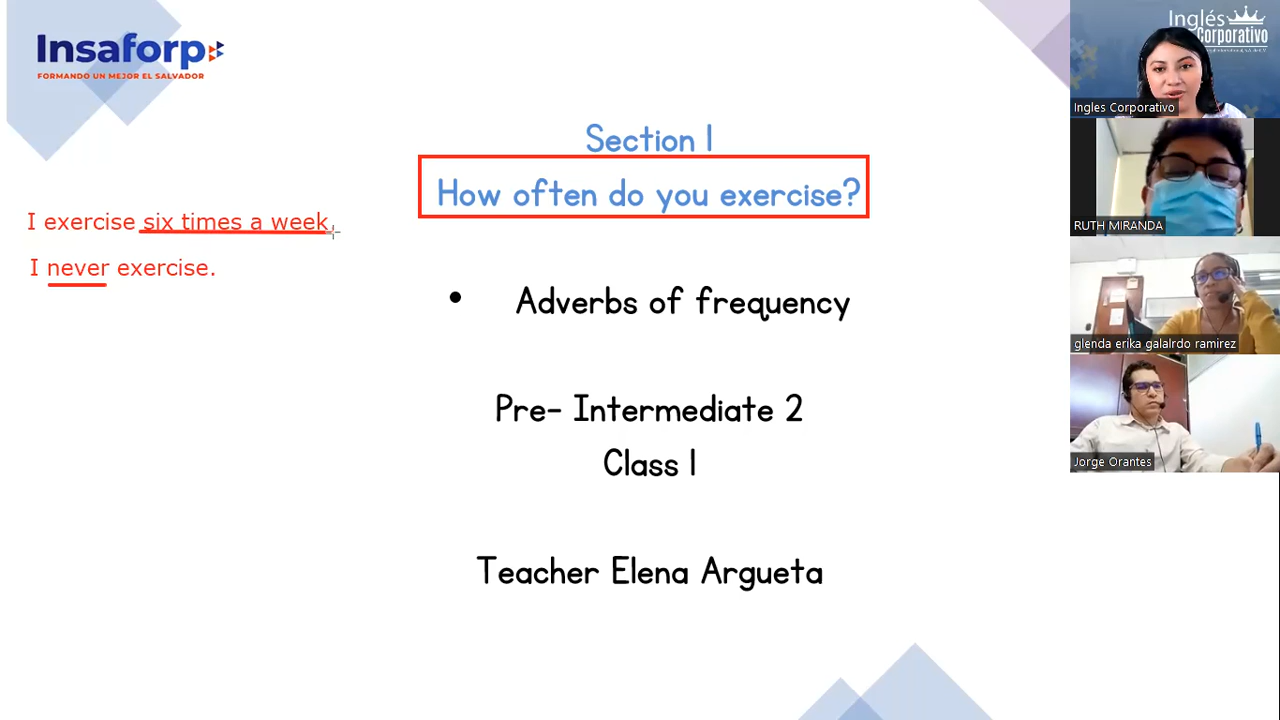 Insaforp
FORMANDO UN MEJOR EL SALVADOR
Section 1
How often do you exercise?
I exercise six times a week
I never exercise.
• Adverbs of frequency
Pre- Intermediate 2
Class 1
Teacher Elena Argueta
Inglés
Corporativo
Ingles Corporativo
RUTH MIRANDA
glenda erika galalrdo ramirez
Jorge Orantes